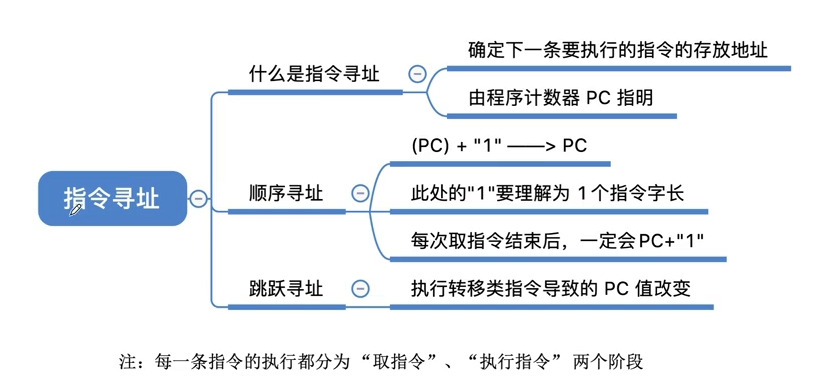 指令寻址
什么是指令寻址
确定下一条要执行的指令的存放地址
由程序计数器 PC 指明
顺序寻址
(PC) + "1" ——> PC
此处的"1"要理解为 1个指令字长
每次取指令结束后，一定会PC+"1"
跳跃寻址
执行转移类指令导致的 PC 值改变
注：每一条指令的执行都分为 “取指令”、“执行指令” 两个阶段